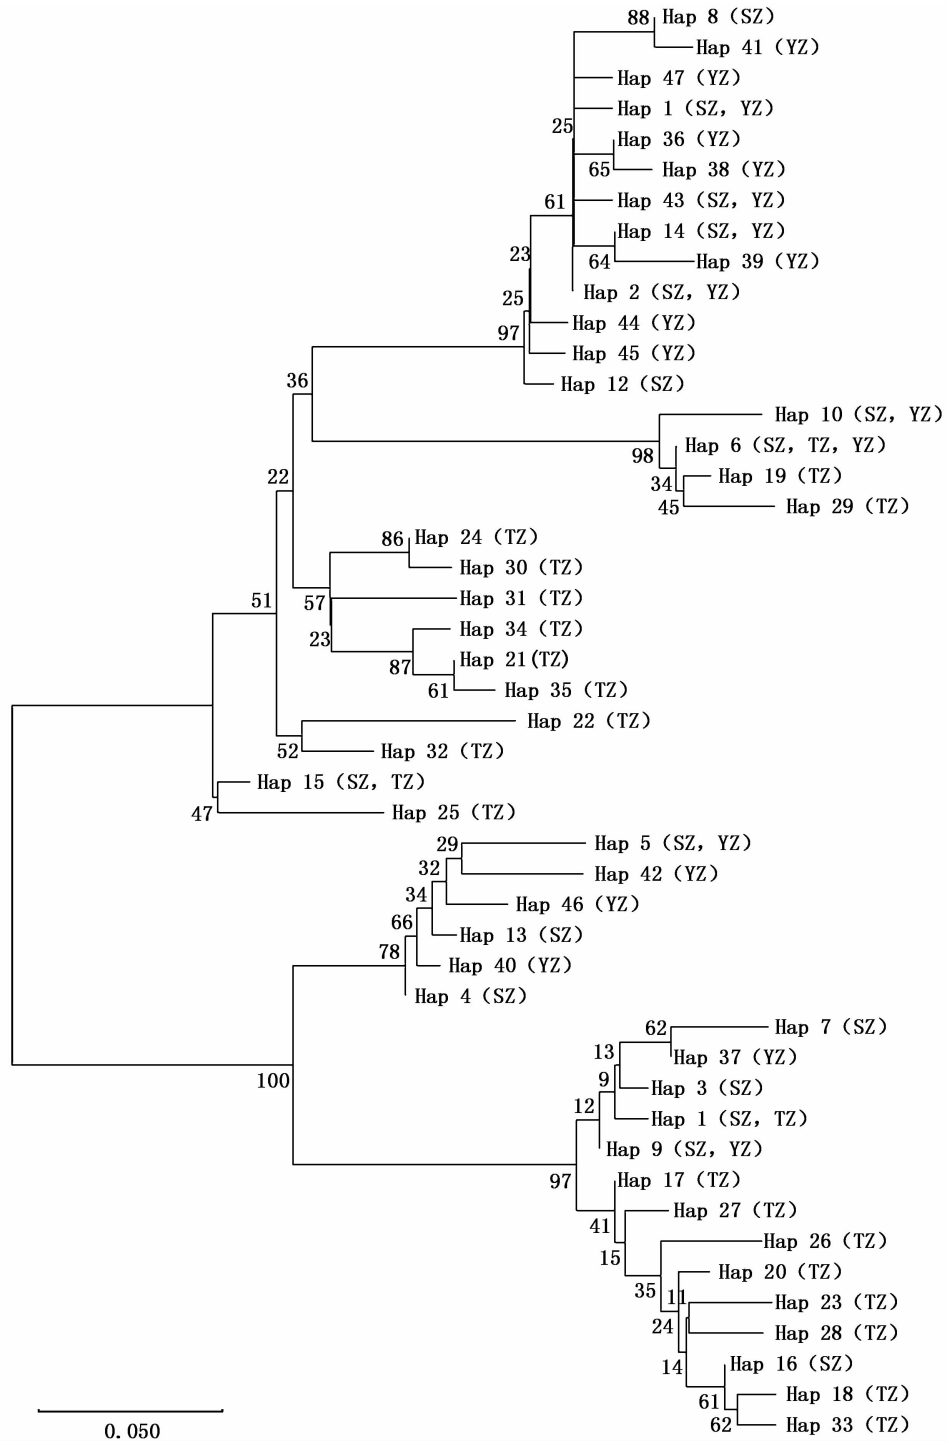 88 Hap 8 (SZ)
Hap 41 (YZ)
Hap 47 (YZ)
Hap 1 (SZ, YZ)
25
Hap 36 (YZ)
65 Hap 38 (YZ)
61 Hap 43 (SZ, YZ)
Hap 14 (SZ, YZ)
23
64 Hap 39 (YZ)
25 Hap 2 (SZ, YZ)
Hap 44 (YZ)
97
Hap 45 (YZ)
36 Hap 12 (SZ)
Hap 10 (SZ, YZ)
98 Hap 6 (SZ, TZ, YZ)
22 34 Hap 19 (TZ)
45 Hap 29 (TZ)
86 Hap 24 (TZ)
Hap 30 (TZ)
51 57 Hap 31 (TZ)
23 Hap 34 (TZ)
87 Hap 21(TZ)
61 Hap 35 (TZ)
Hap 22 (TZ)
52 Hap 32 (TZ)
Hap 15 (SZ, TZ)
47 Hap 25 (TZ)
29 Hap 5 (SZ, YZ)
32 Hap 42 (YZ)
34 Hap 46 (YZ)
66 Hap 13 (SZ)
78 Hap 40 (YZ)
Hap 4 (SZ)
62 Hap 7 (SZ)
13 Hap 37 (YZ)
100 9 Hap 3 (SZ)
12 Hap 1 (SZ, TZ)
Hap 9 (SZ, YZ)
97 Hap 17 (TZ)
41 Hap 27 (TZ)
15 Hap 26 (TZ)
35 Hap 20 (TZ)
11 Hap 23 (TZ)
24 Hap 28 (TZ)
14 Hap 16 (SZ)
61 Hap 18 (TZ)
62 Hap 33 (TZ)
0.050